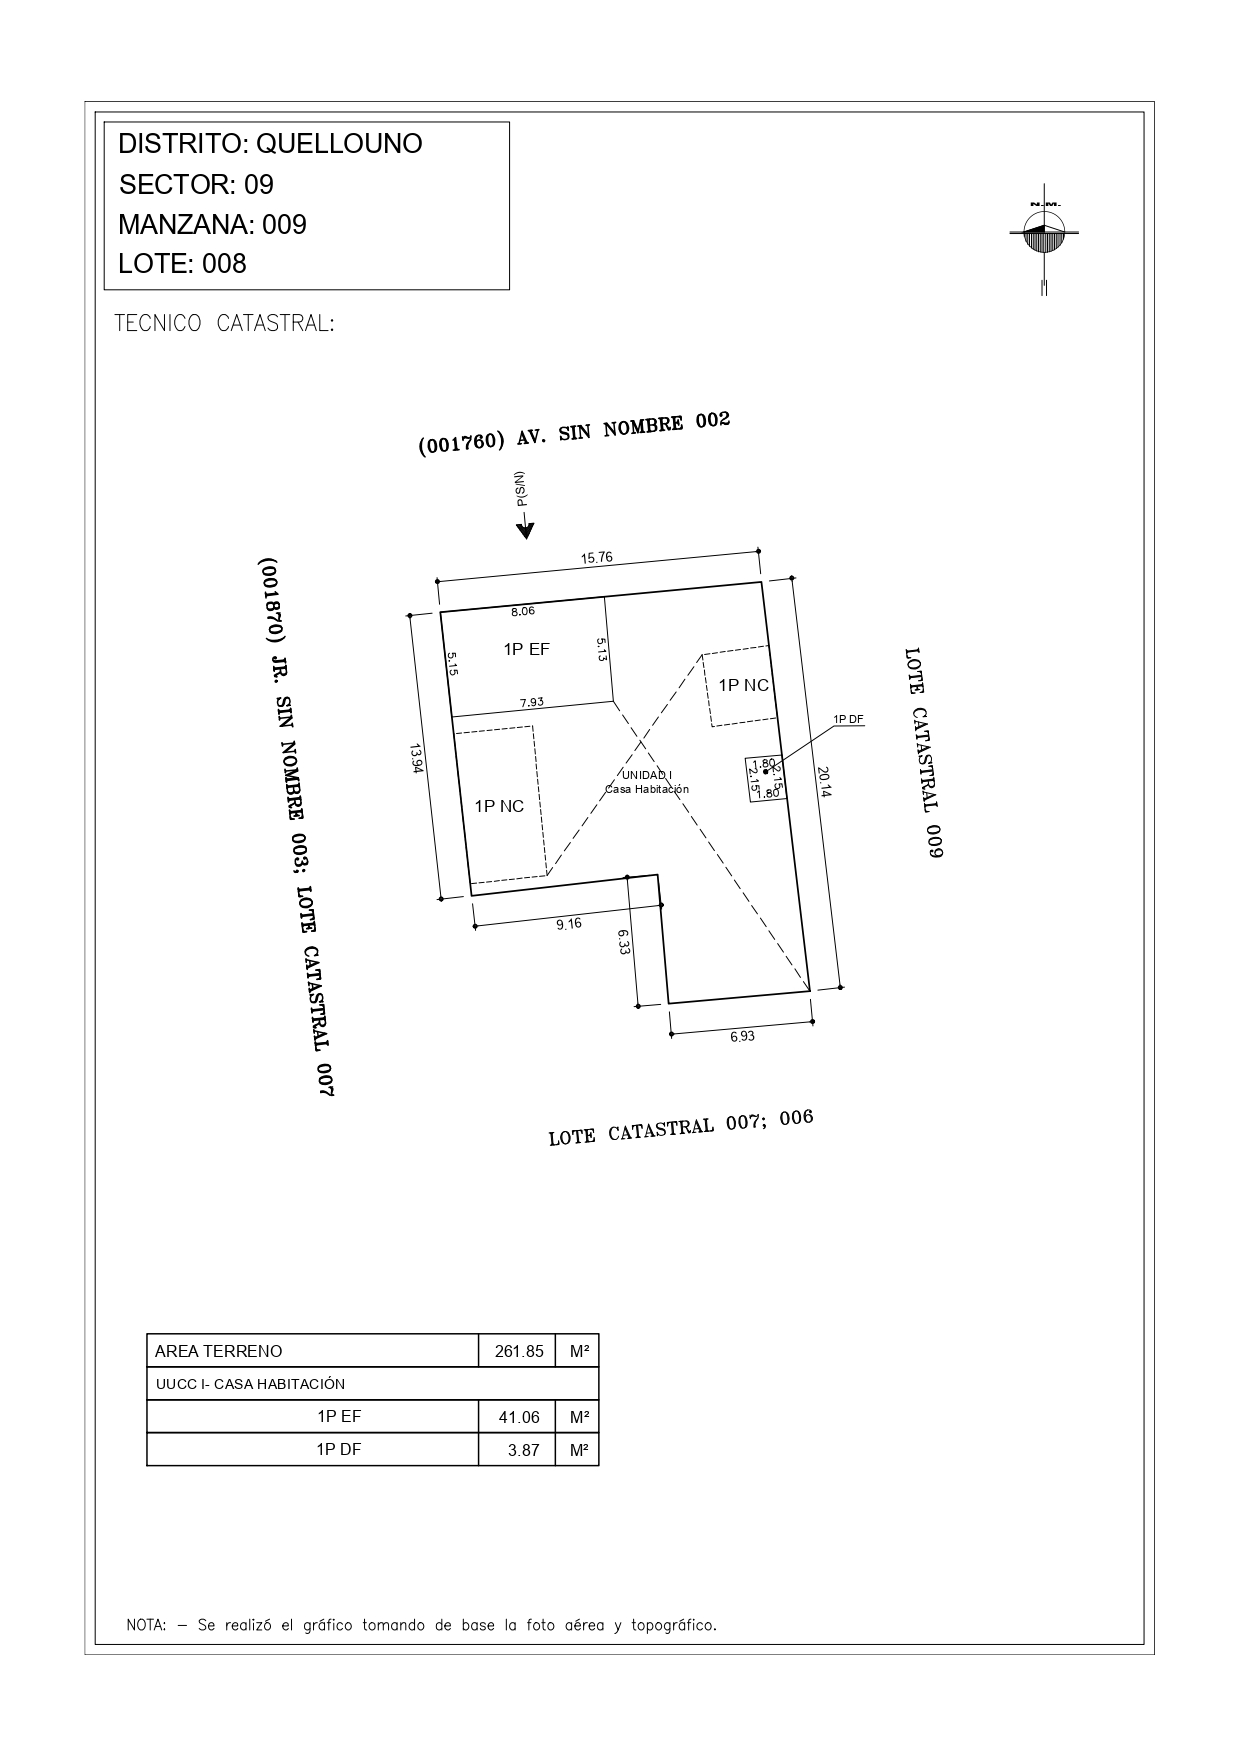 DISTRITO: QUELLOUNO
SECTOR: 09
MANZANA: 009
LOTE: 008
N.M.
TECNICO CATASTRAL:
(001760) AV. SIN NOMBRE 002
P(S/N)
15.76
8.06
1P EF
5.15
5.13
7.93
1P NC
1P DF
13.94
1.80
2.15
2.15
1.80
20.14
UNIDAD I
Casa Habitación
1P NC
9.16
6.33
6.93
(001870) JR. SIN NOMBRE 003; LOTE CATASTRAL 007
LOTE CATASTRAL 009
LOTE CATASTRAL 007; 006
AREA TERRENO 261.85 M²
UUCC I- CASA HABITACIÓN
1P EF 41.06 M²
1P DF 3.87 M²
NOTA: – Se realizó el gráfico tomando de base la foto aérea y topográfico.